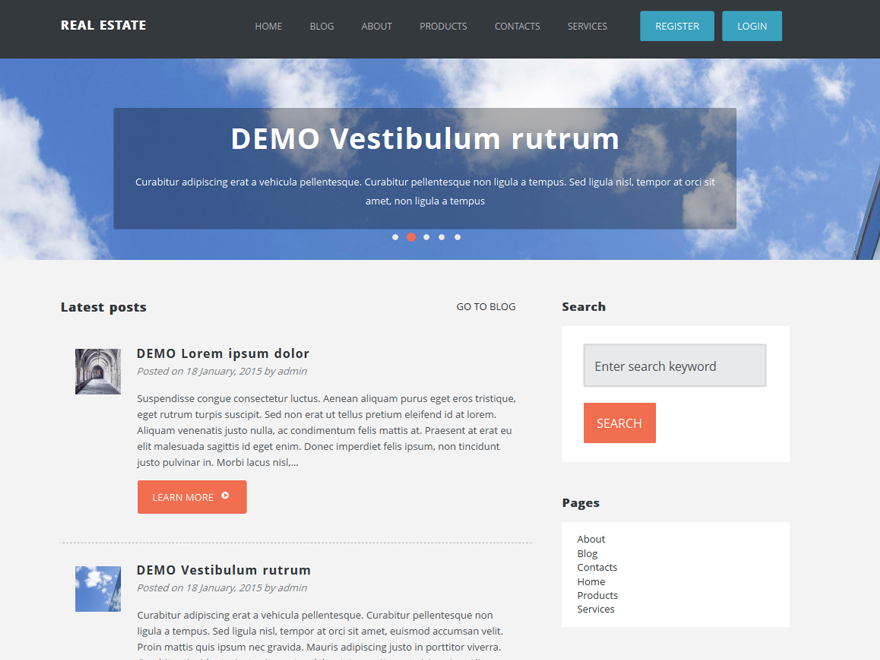 REAL ESTATE
HOME BLOG ABOUT PRODUCTS CONTACTS SERVICES REGISTER LOGIN
DEMO Vestibulum rutrum
Curabitur adipiscing erat a vehicula pellentesque. Curabitur pellentesque non ligula a tempus. Sed ligula nisl, tempor at orci sit
amet, non ligula a tempus
Latest posts
GO TO BLOG
DEMO Lorem ipsum dolor
Posted on 18 January, 2015 by admin
Suspendisse congue consectetur luctus. Aenean aliquam purus eget eros tristique,
eget rutrum turpis suscipit. Sed non erat ut tellus pretium eleifend id at lorem.
Aliquam venenatis justo nulla, ac condimentum felis mattis at. Praesent at erat eu
elit malesuada sagittis id eget enim. Donec imperdiet felis ipsum, non tincidunt
justo pulvinar in. Morbi lacus nisl,...
LEARN MORE
DEMO Vestibulum rutrum
Posted on 18 January, 2015 by admin
Curabitur adipiscing erat a vehicula pellentesque. Curabitur pellentesque non
ligula a tempus. Sed ligula nisl, tempor at orci sit amet, euismod accumsan velit.
Proin mattis quis ipsum nec gravida. Mauris adipiscing justo in porttitor viverra.
Search
Enter search keyword
SEARCH
Pages
About
Blog
Contacts
Home
Products
Services